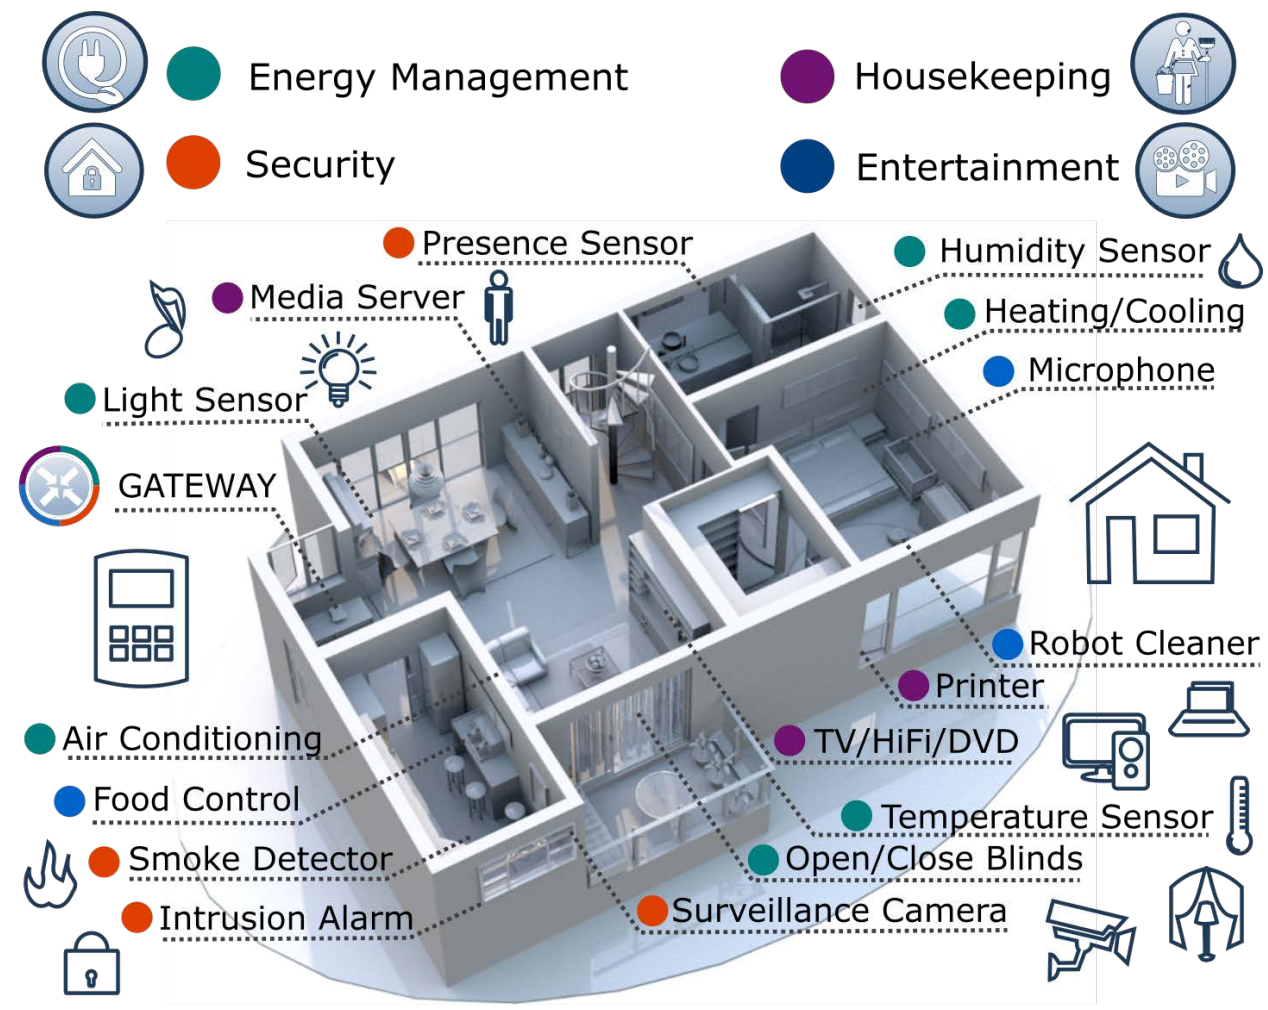 Energy Management
Housekeeping
Security
Entertainment
Presence Sensor
Humidity Sensor
Media Server
Heating/Cooling
Microphone
Light Sensor
GATEWAY
Robot Cleaner
Printer
Air Conditioning
TV/HiFi/DVD
Food Control
Temperature Sensor
Smoke Detector
Open/Close Blinds
Intrusion Alarm
Surveillance Camera